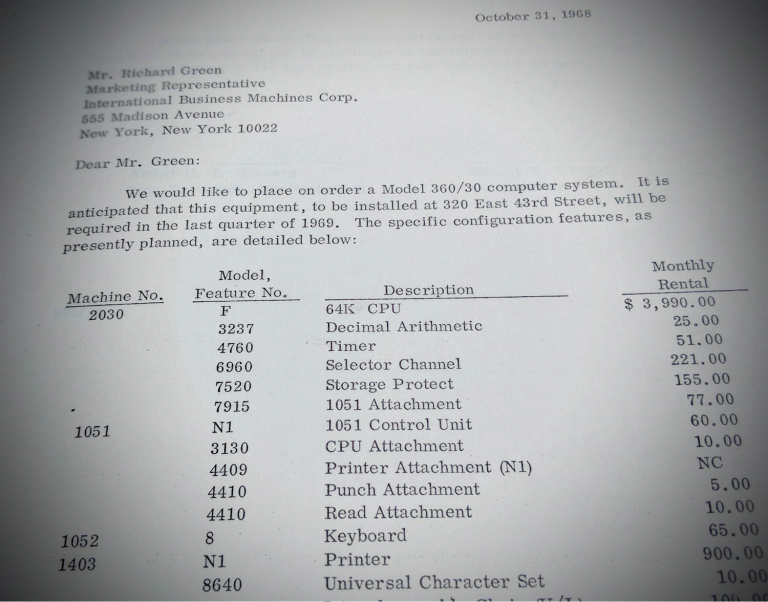 October 31, 1968
Mr. Richard Green
Marketing Representative
International Business Machines Corp.
555 Madison Avenue
New York, New York 10022
Dear Mr. Green:
We would like to place on order a Model 360/30 computer system. It is
anticipated that this equipment, to be installed at 320 East 43rd Street, will be
required in the last quarter of 1969. The specific configuration features, as
presently planned, are detailed below:
Machine No. Model, Feature No. Description Monthly Rental
2030 F 64K CPU $ 3,990.00
3237 Decimal Arithmetic 25.00
4760 Timer 51.00
6960 Selector Channel 221.00
7520 Storage Protect 155.00
7915 1051 Attachment 77.00
1051 N1 1051 Control Unit 60.00
3130 CPU Attachment 10.00
4409 Printer Attachment (N1) NC
4410 Punch Attachment 5.00
4410 Read Attachment 10.00
1052 8 Keyboard 65.00
1403 N1 Printer 900.00
8640 Universal Character Set 10.00